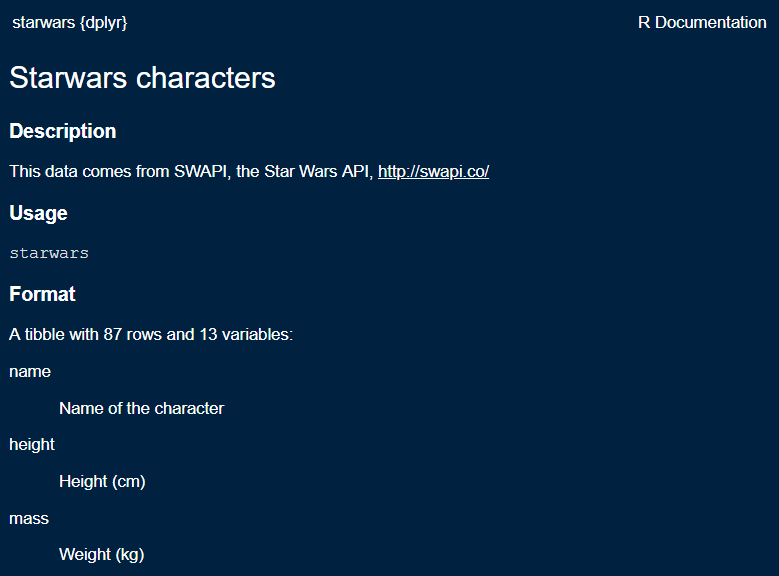 starwars {dplyr}
R Documentation
Starwars characters
Description
This data comes from SWAPI, the Star Wars API, http://swapi.co/
Usage
starwars
Format
A tibble with 87 rows and 13 variables:
name
Name of the character
height
Height (cm)
mass
Weight (kg)